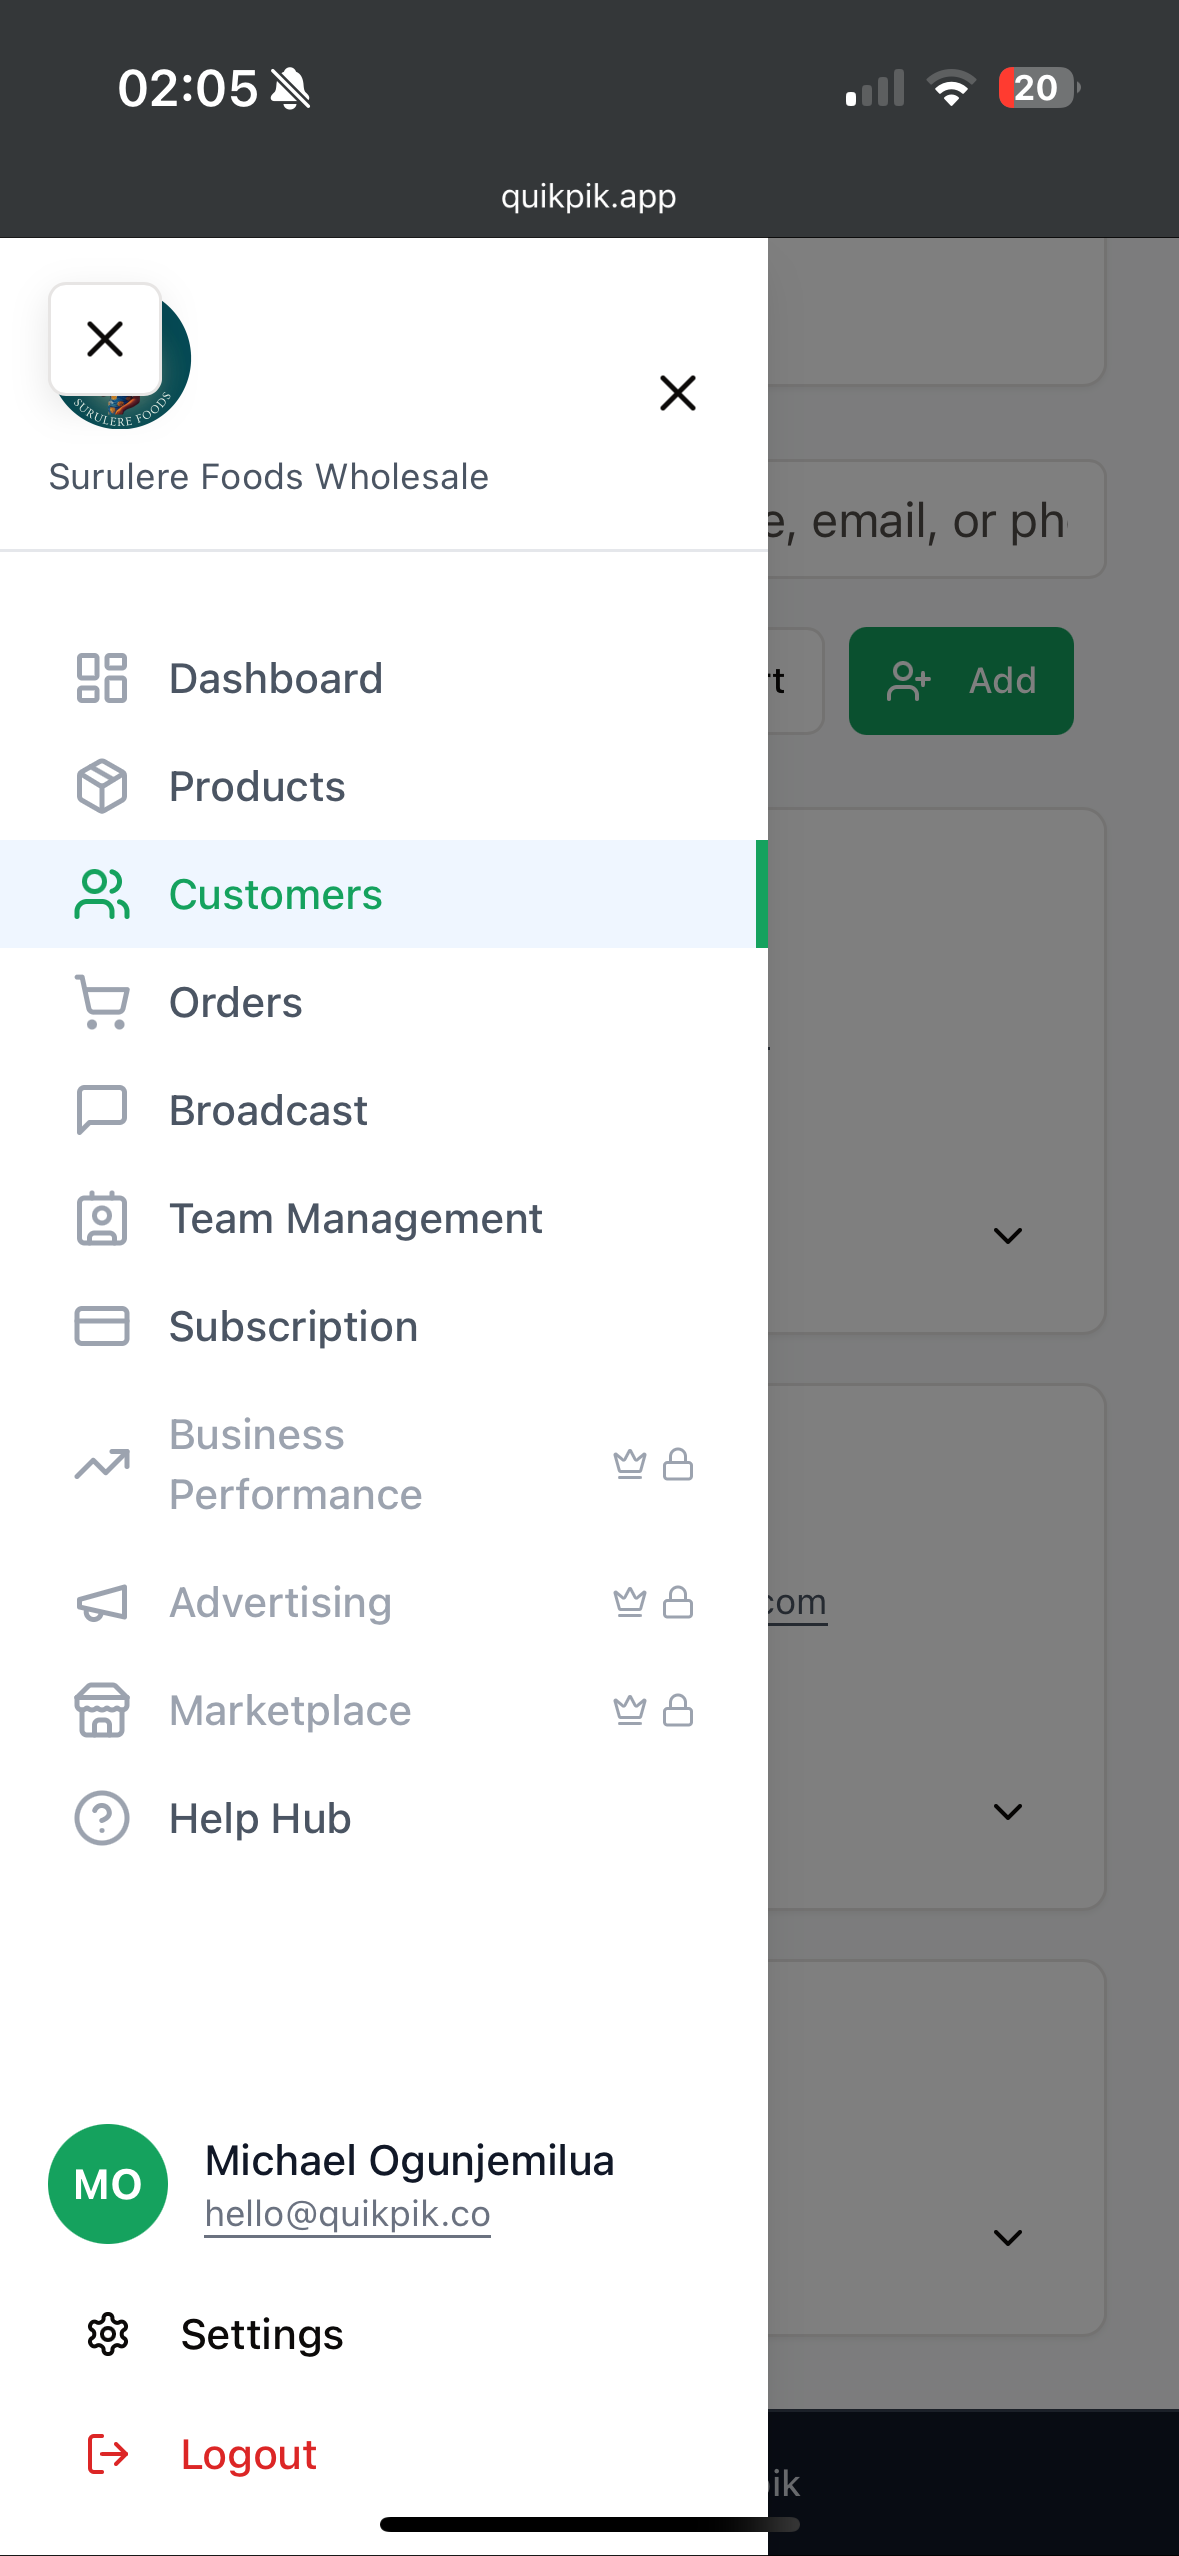 02:05
20
quikpik.app
SURULERE FOODS
Surulere Foods Wholesale
e, email, or ph
rt
Add
Dashboard
Products
Customers
Orders
Broadcast
Team Management
Subscription
Business
Performance
Advertising
com
Marketplace
Help Hub
MO
Michael Ogunjemilua
hello@quikpik.co
Settings
Logout
ik